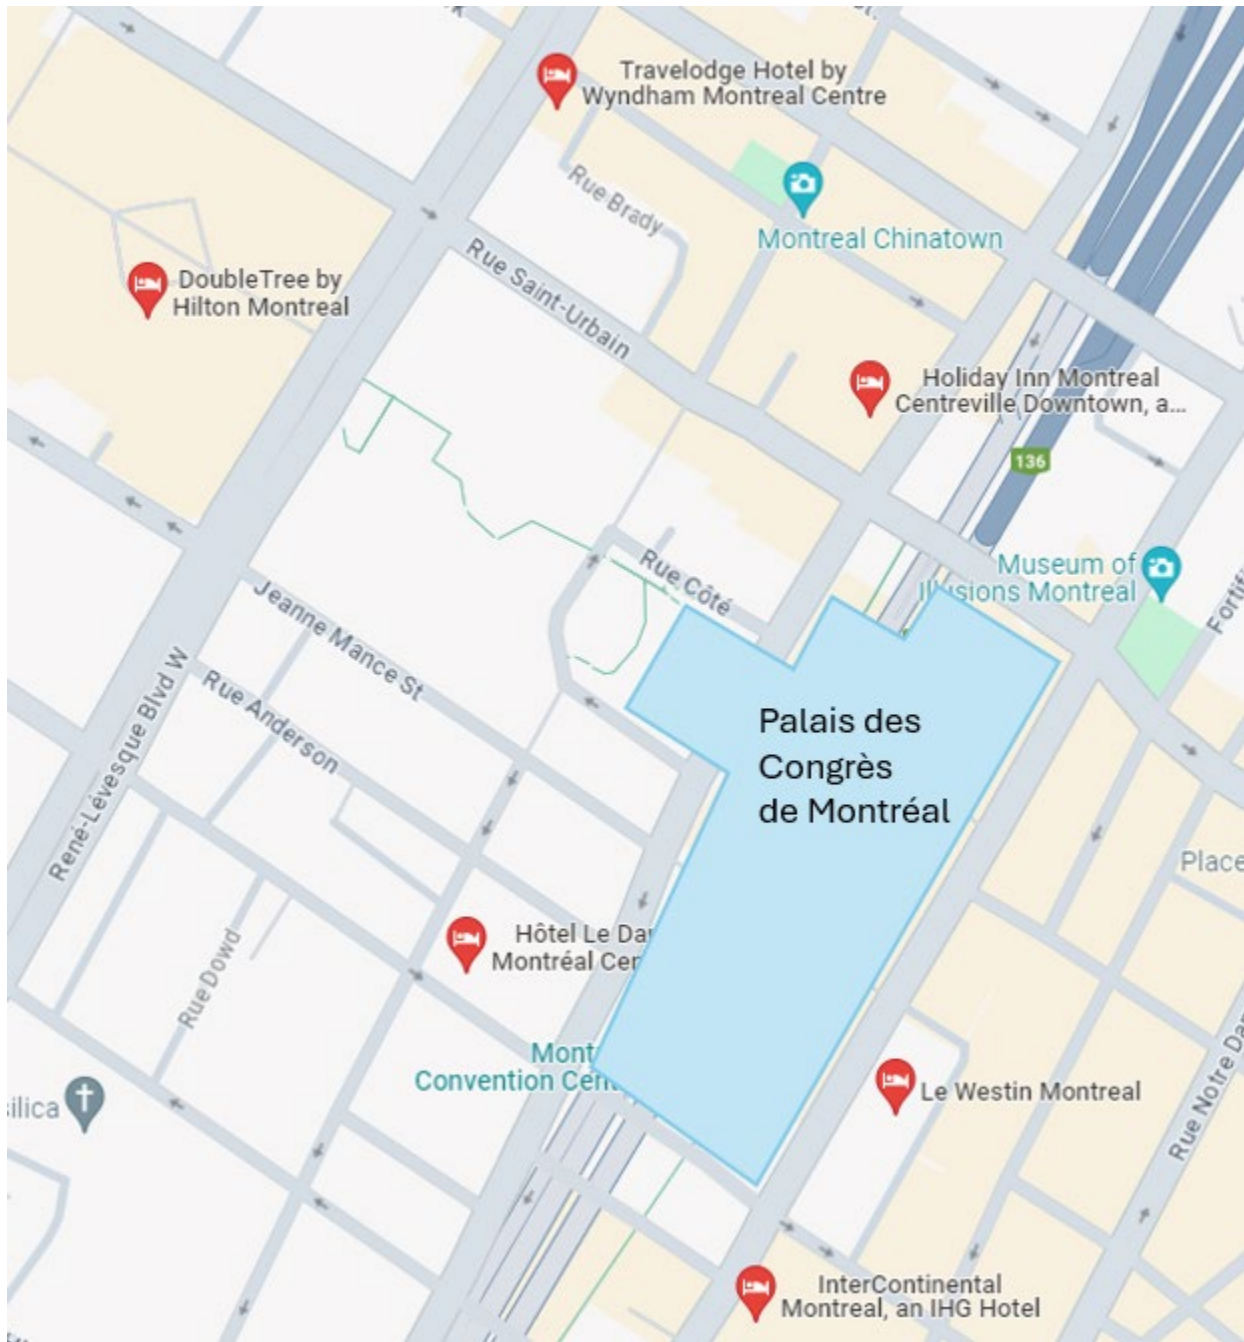 Travelodge Hotel by
Wyndham Montreal Centre
Rue Brady
Montreal Chinatown
Rue Saint-Urbain
DoubleTree by
Hilton Montreal
Holiday Inn Montreal
Centreville Downtown, a...
136
Museum of
Illusions Montreal
Rue Côté
Jeanne Mance St
Rue Anderson
René-Lévesque Blvd W
Palais des
Congrès
de Montréal
Place
Rue Dowd
Hôtel Le
Montréal
Convention
Le Westin Montreal
Rue Notre
InterContinental
Montreal, an IHG Hotel